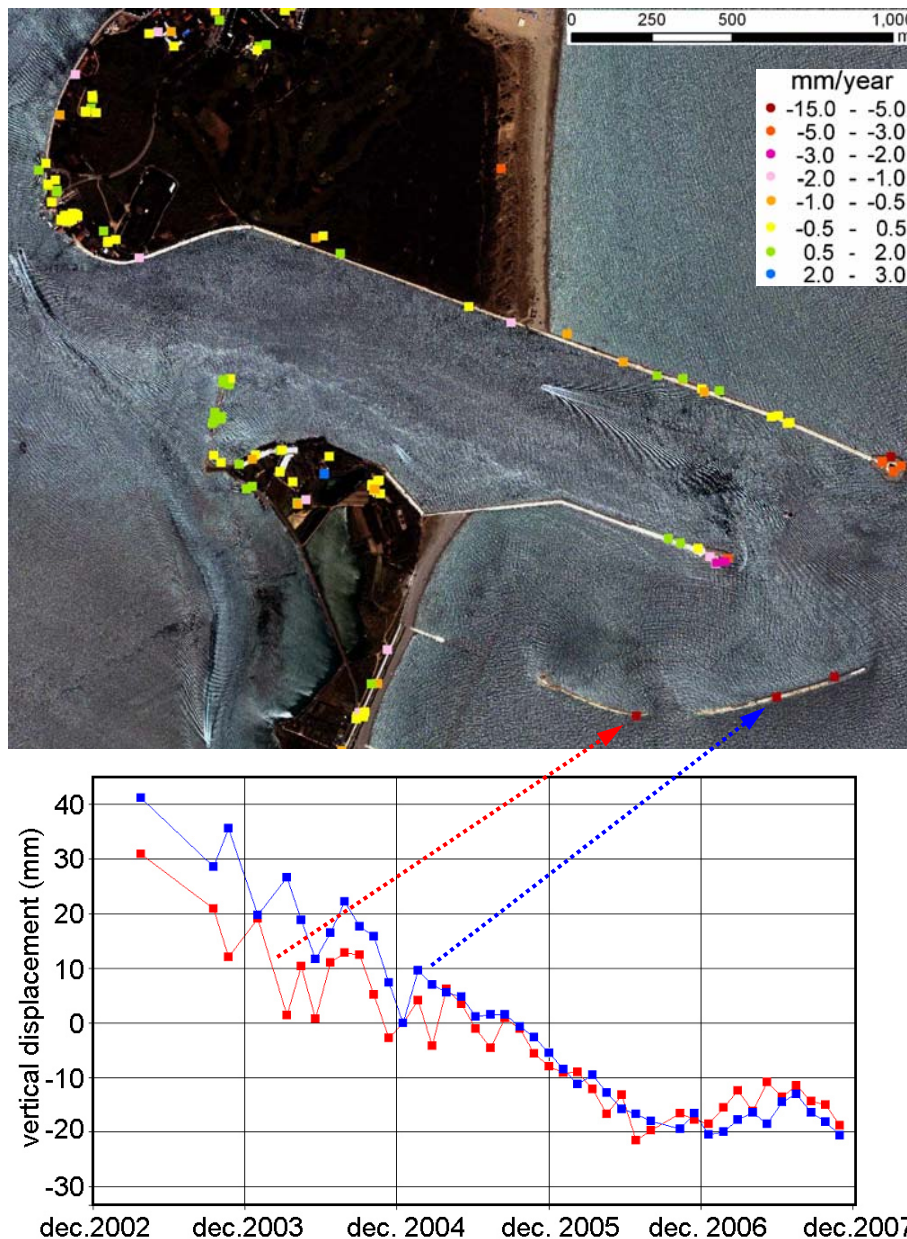 0 250 500 1,000
m
mm/year
-15.0 - -5.0
-5.0 - -3.0
-3.0 - -2.0
-2.0 - -1.0
-1.0 - -0.5
-0.5 - 0.5
0.5 - 2.0
2.0 - 3.0
vertical displacement (mm)
40
30
20
10
0
-10
-20
-30
dec.2002 dec.2003 dec. 2004 dec. 2005 dec. 2006 dec.2007